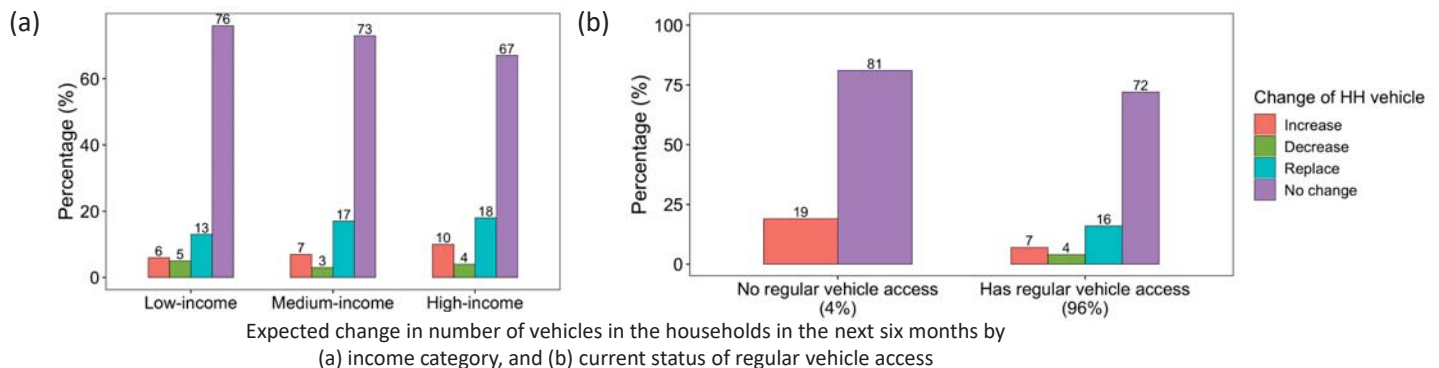 (a)
Percentage (%)
60
40
20
0
6
5
13
76
7
3
17
73
10
4
18
67
Low-income
Medium-income
High-income
(b)
Percentage (%)
100
75
50
25
0
19
81
7
4
16
72
No regular vehicle access
(4%)
Has regular vehicle access
(96%)
Change of HH vehicle
Increase
Decrease
Replace
No change
Expected change in number of vehicles in the households in the next six months by
(a) income category, and (b) current status of regular vehicle access